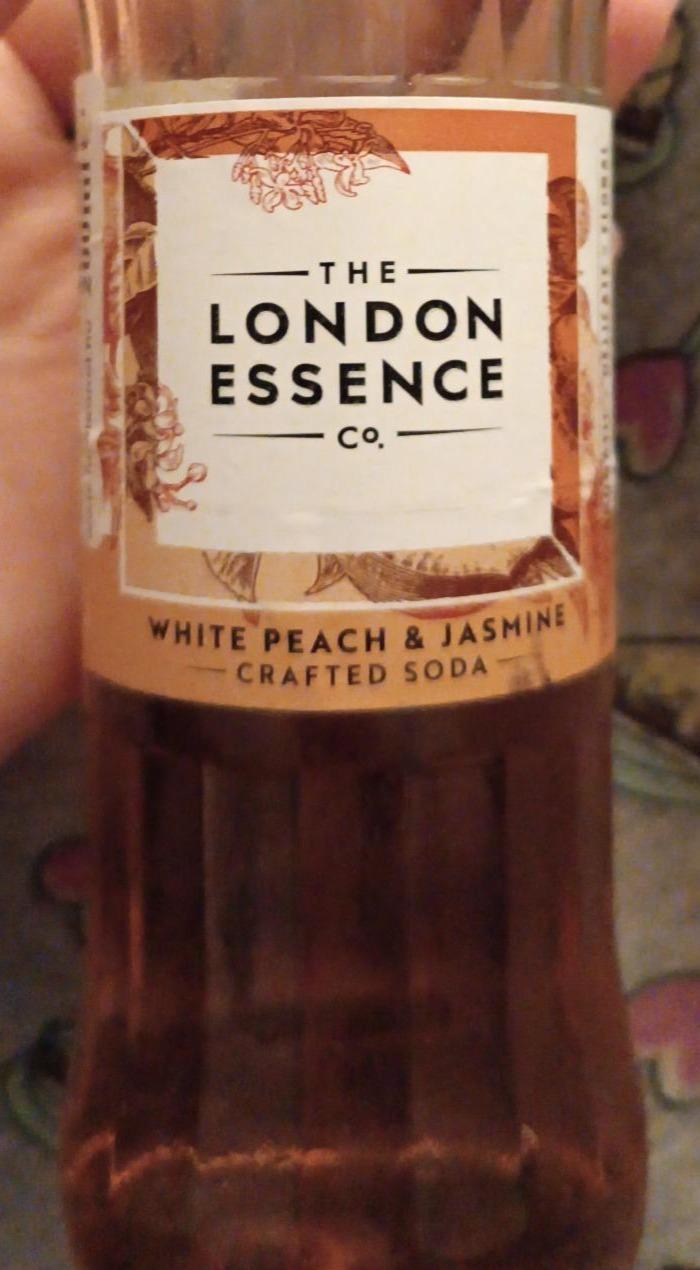 THE
LONDON
ESSENCE
Co.
WHITE PEACH & JASMINE
CRAFTED SODA